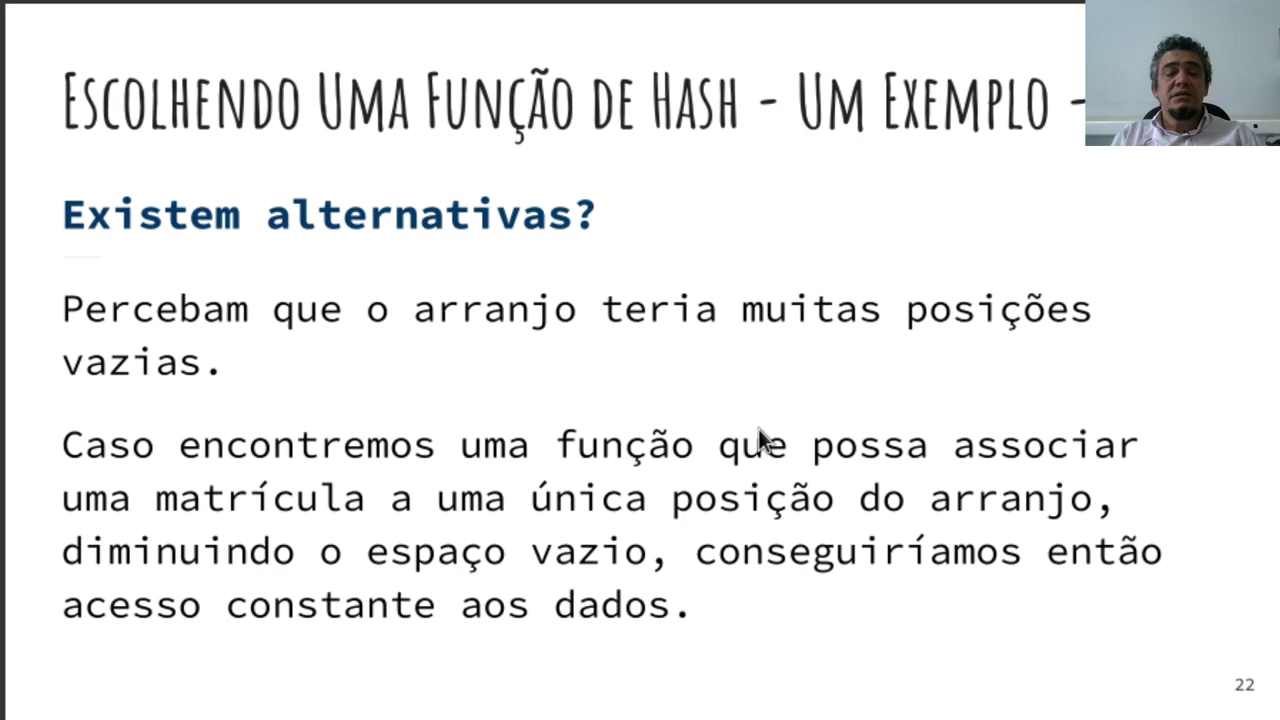 Escolhendo Uma Função de Hash - Um Exemplo -
Existem alternativas?
Percebam que o arranjo teria muitas posições
vazias.
Caso encontremos uma função que possa associar
uma matrícula a uma única posição do arranjo,
diminuindo o espaço vazio, conseguiríamos então
acesso constante aos dados.
22